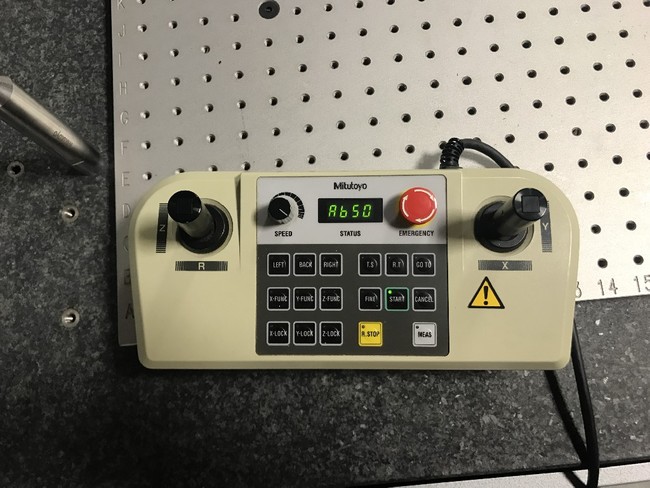 K
J
I
H
G
F
E
D
Mitutoyo
Ab50
SPEED STATUS EMERGENCY
Z
R
Y
X
LEFT BACK RIGHT T.S R.T GO TO
X-FUNC Y-FUNC Z-FUNC FINE START CANCEL
X-LOCK Y-LOCK Z-LOCK R.STOP MEAS
13 14 15
A